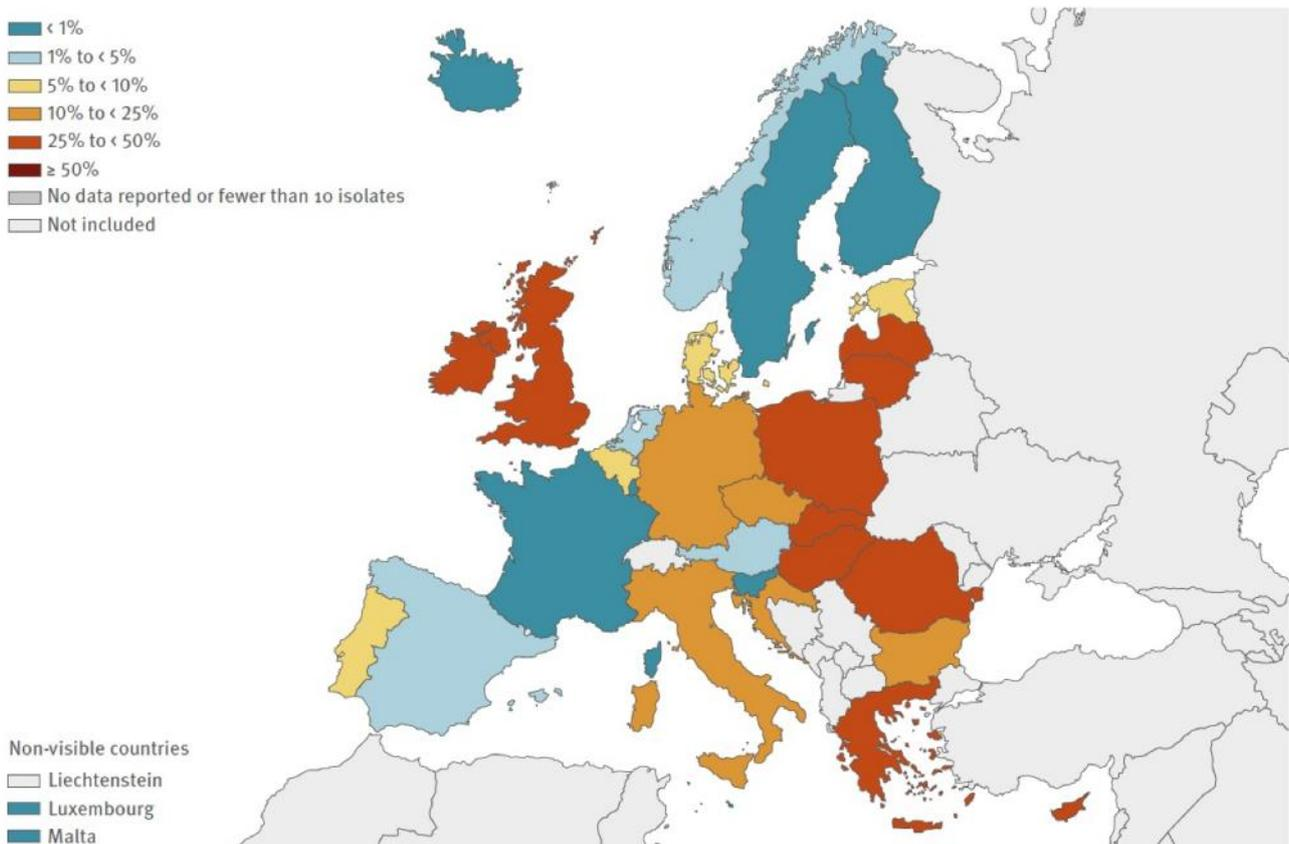 ‹ 1%
1% to ‹ 5%
5% to ‹ 10%
10% to ‹ 25%
25% to ‹ 50%
≥ 50%
No data reported or fewer than 10 isolates
Not included
Non-visible countries
Liechtenstein
Luxembourg
Malta